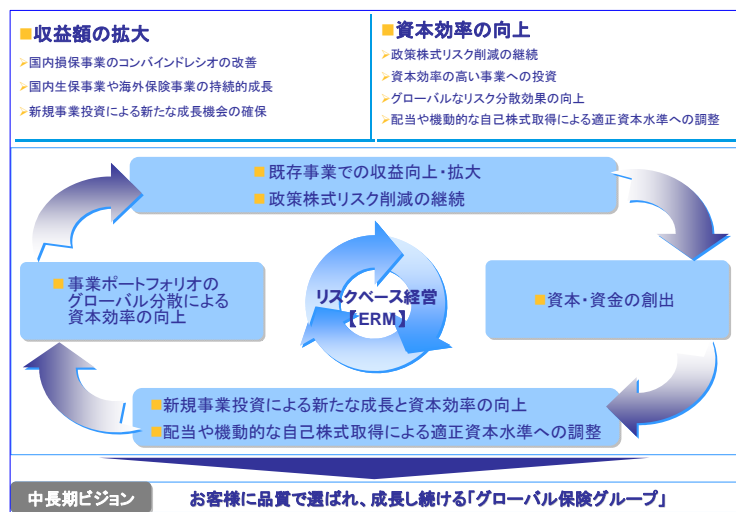 ■収益額の拡大
➢国内損保事業のコンバインドレシオの改善
➢国内生保事業や海外保険事業の持続的成長
➢新規事業投資による新たな成長機会の確保
■資本効率の向上
➢政策株式リスク削減の継続
➢資本効率の高い事業への投資
➢グローバルなリスク分散効果の向上
➢配当や機動的な自己株式取得による適正資本水準への調整
■既存事業での収益向上・拡大
■政策株式リスク削減の継続
■事業ポートフォリオの
グローバル分散による
資本効率の向上
リスクベース経営
【ERM】
■資本・資金の創出
■新規事業投資による新たな成長と資本効率の向上
■配当や機動的な自己株式取得による適正資本水準への調整
中長期ビジョン
お客様に品質で選ばれ、成長し続ける「グローバル保険グループ」